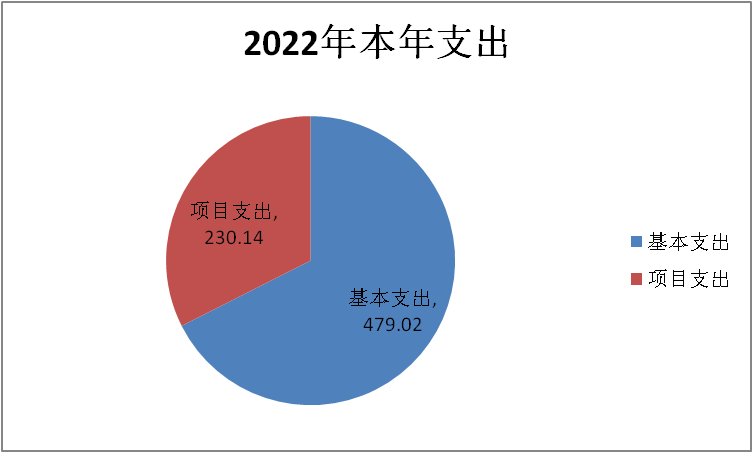 2022年本年支出
项目支出,
230.14
基本支出,
479.02
基本支出
项目支出